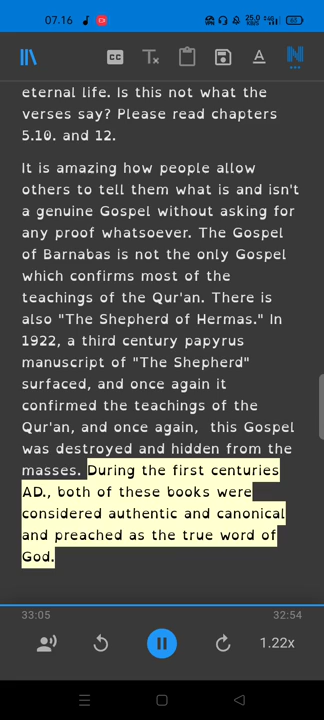 07.16
25.0 KB/S
60
CC
eternal life. Is this not what the
verses say? Please read chapters
5.10. and 12.
It is amazing how people allow
others to tell them what is and isn't
a genuine Gospel without asking for
any proof whatsoever. The Gospel
of Barnabas is not the only Gospel
which confirms most of the
teachings of the Qur'an. There is
also "The Shepherd of Hermas." In
1922, a third century papyrus
manuscript of "The Shepherd"
surfaced, and once again it
confirmed the teachings of the
Qur'an, and once again,  this Gospel
was destroyed and hidden from the
masses. During the first centuries
AD., both of these books were
considered authentic and canonical
and preached as the true word of
God.
33:05
32:54
1.22x